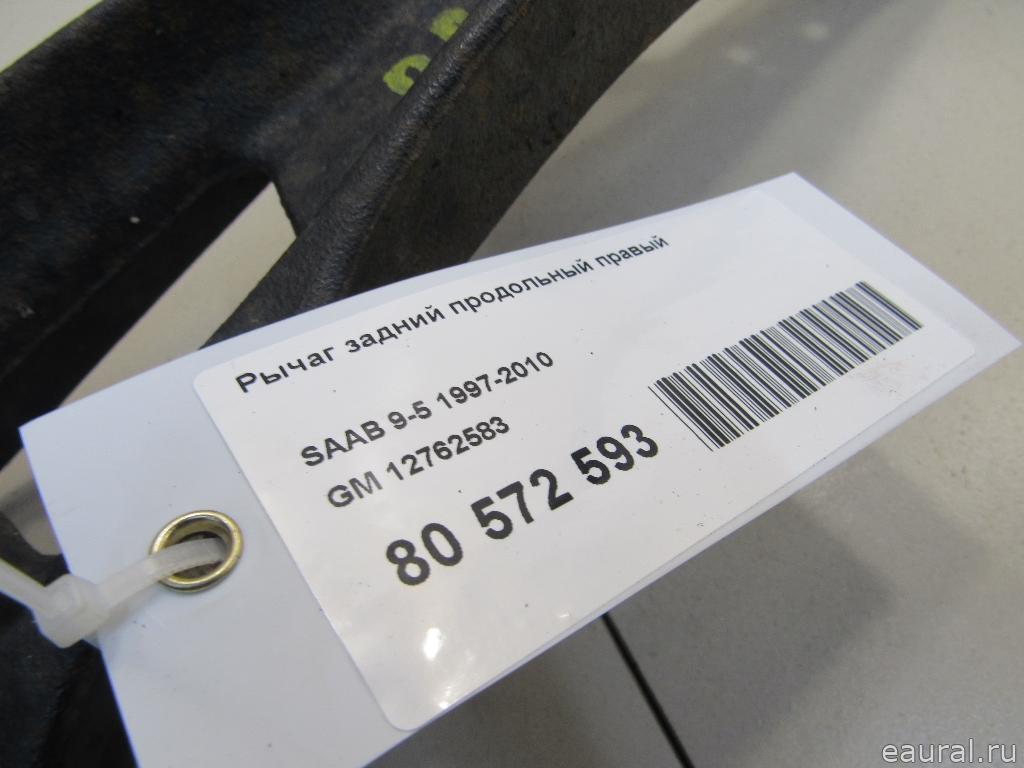 Рычаг задний продольный правый
SAAB 9-5 1997-2010
GM 12762583
80 572 593
eaural.ru